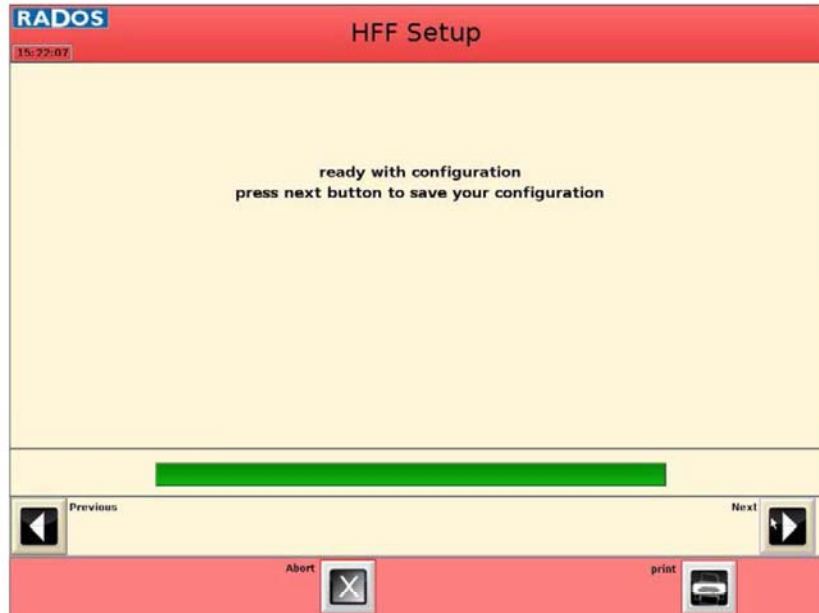 RADOS
HFF Setup
15:22:07
ready with configuration
press next button to save your configuration
Previous
Next
Abort
print